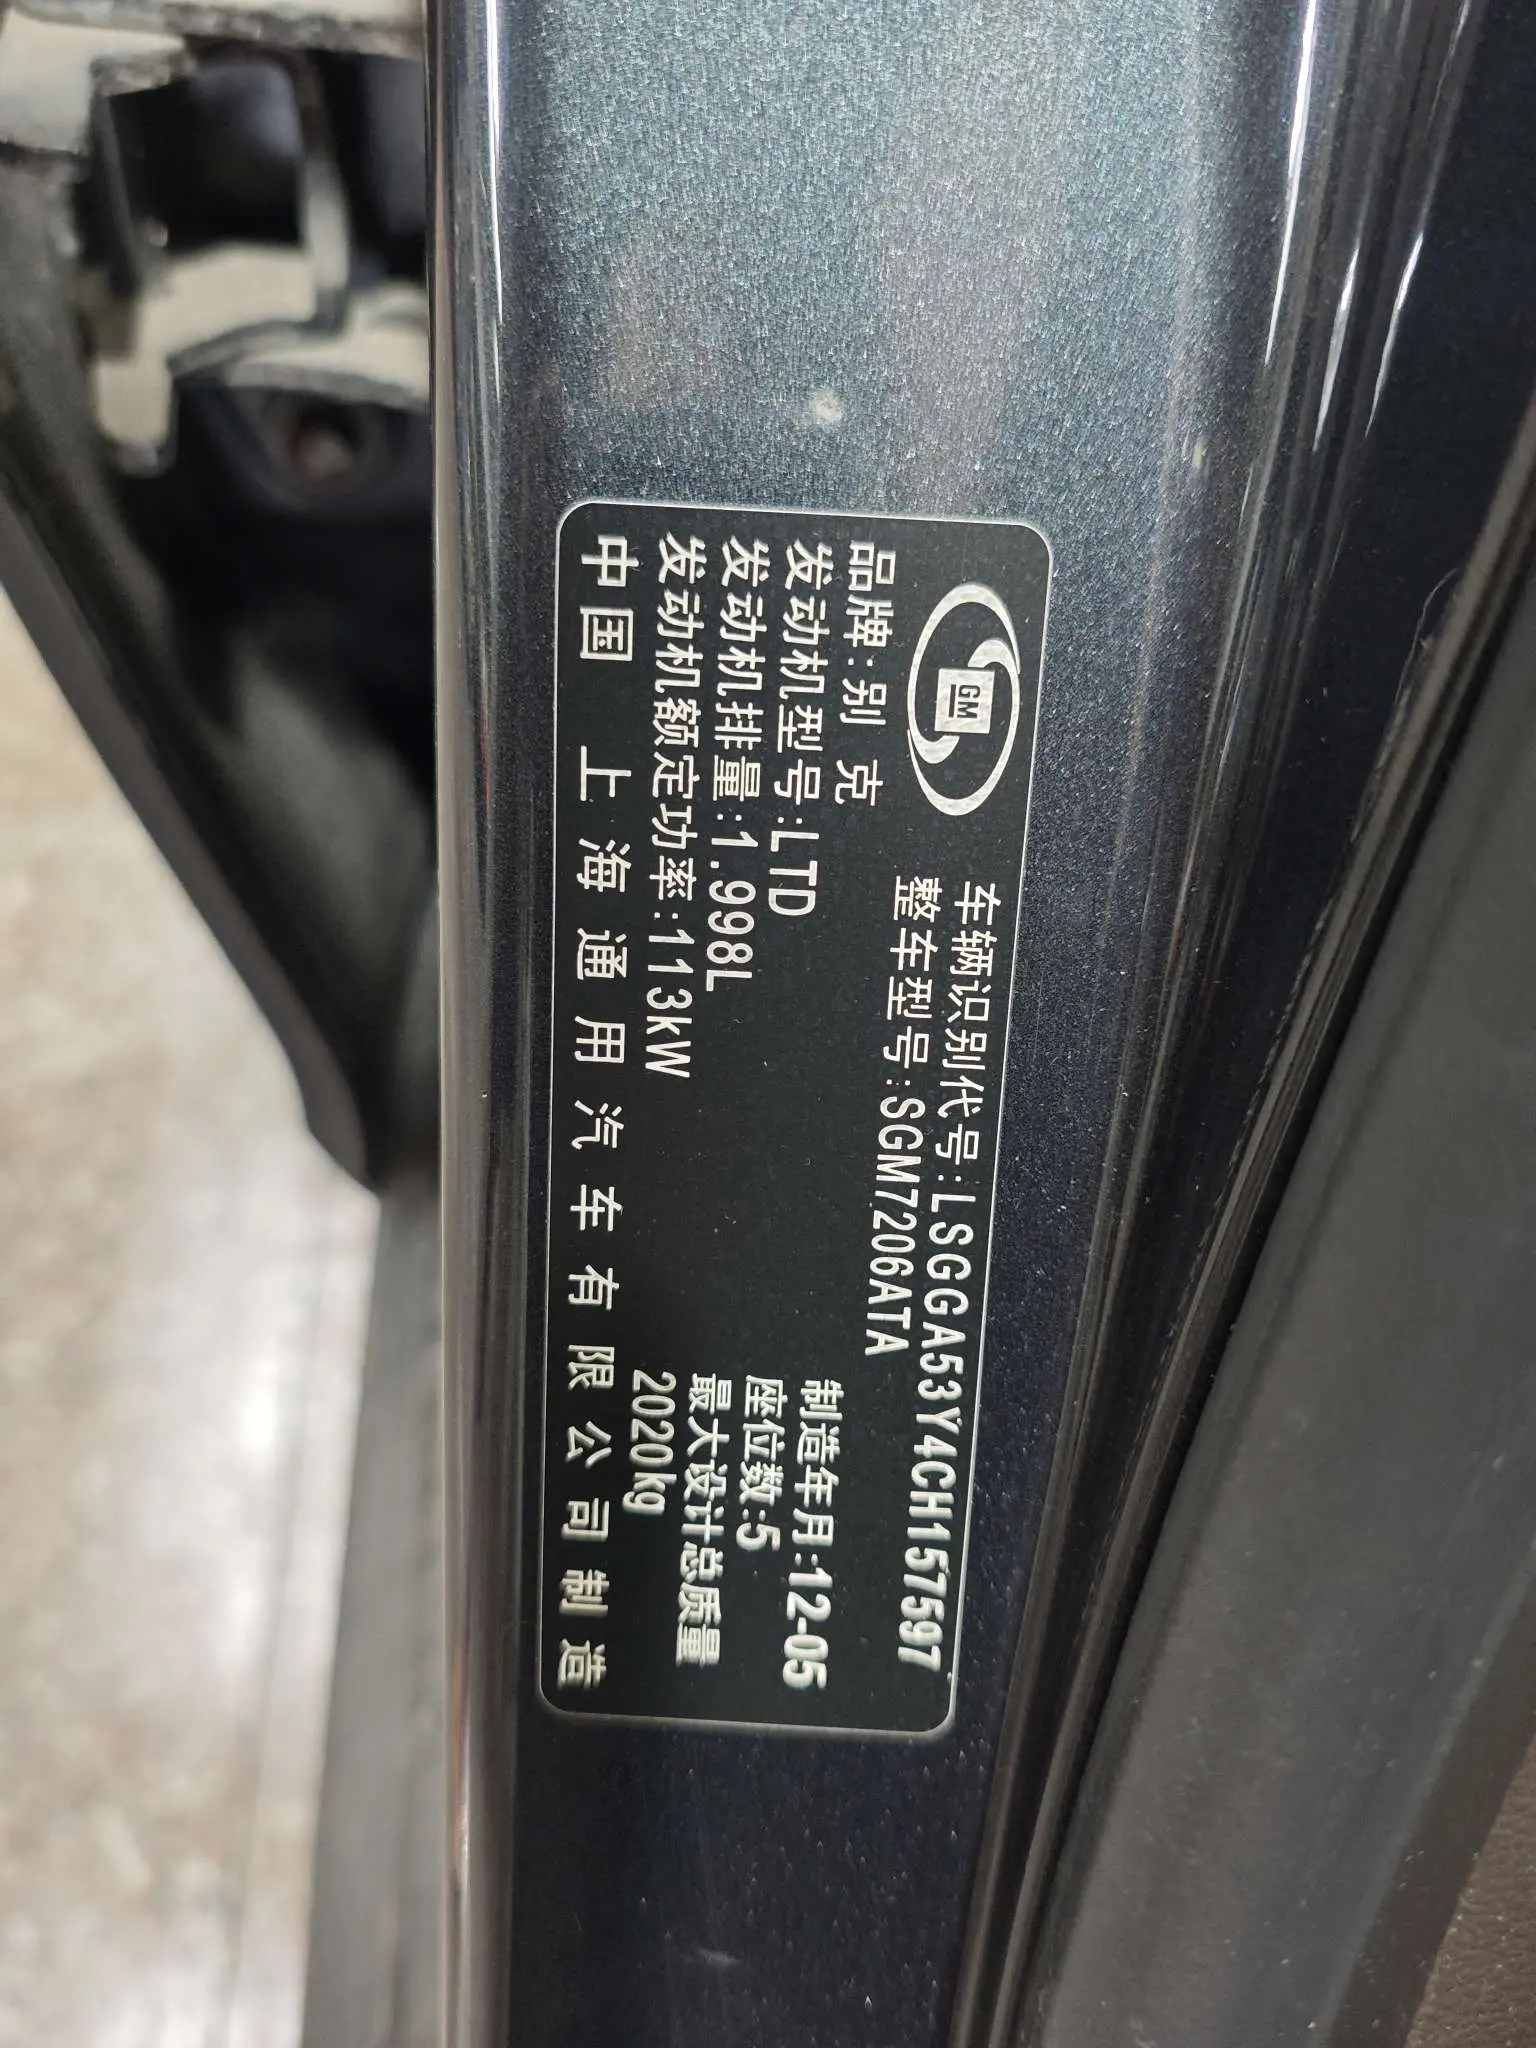 GM
车辆识别代号:LSGGA53Y4CH157597
整车型号:SGM7206ATA
品牌:别 克
发动机型号:LTD
发动机排量:1.998L
发动机额定功率:113kW
制造年月:12-05
座位数:5
最大设计总质量
2020kg
中国 上海通用汽车有限公司制造